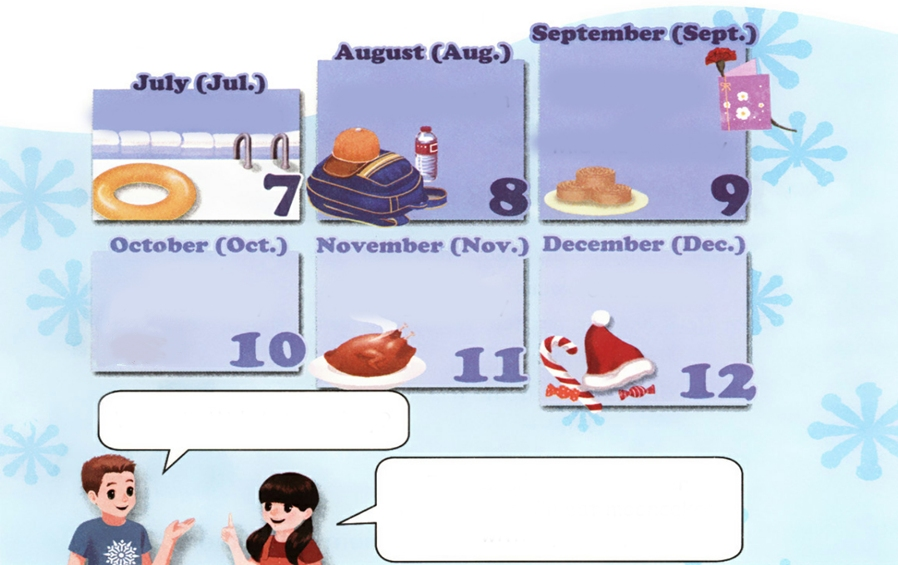 July (Jul.)
7
August (Aug.)
8
September (Sept.)
9
October (Oct.)
10
November (Nov.)
11
December (Dec.)
12